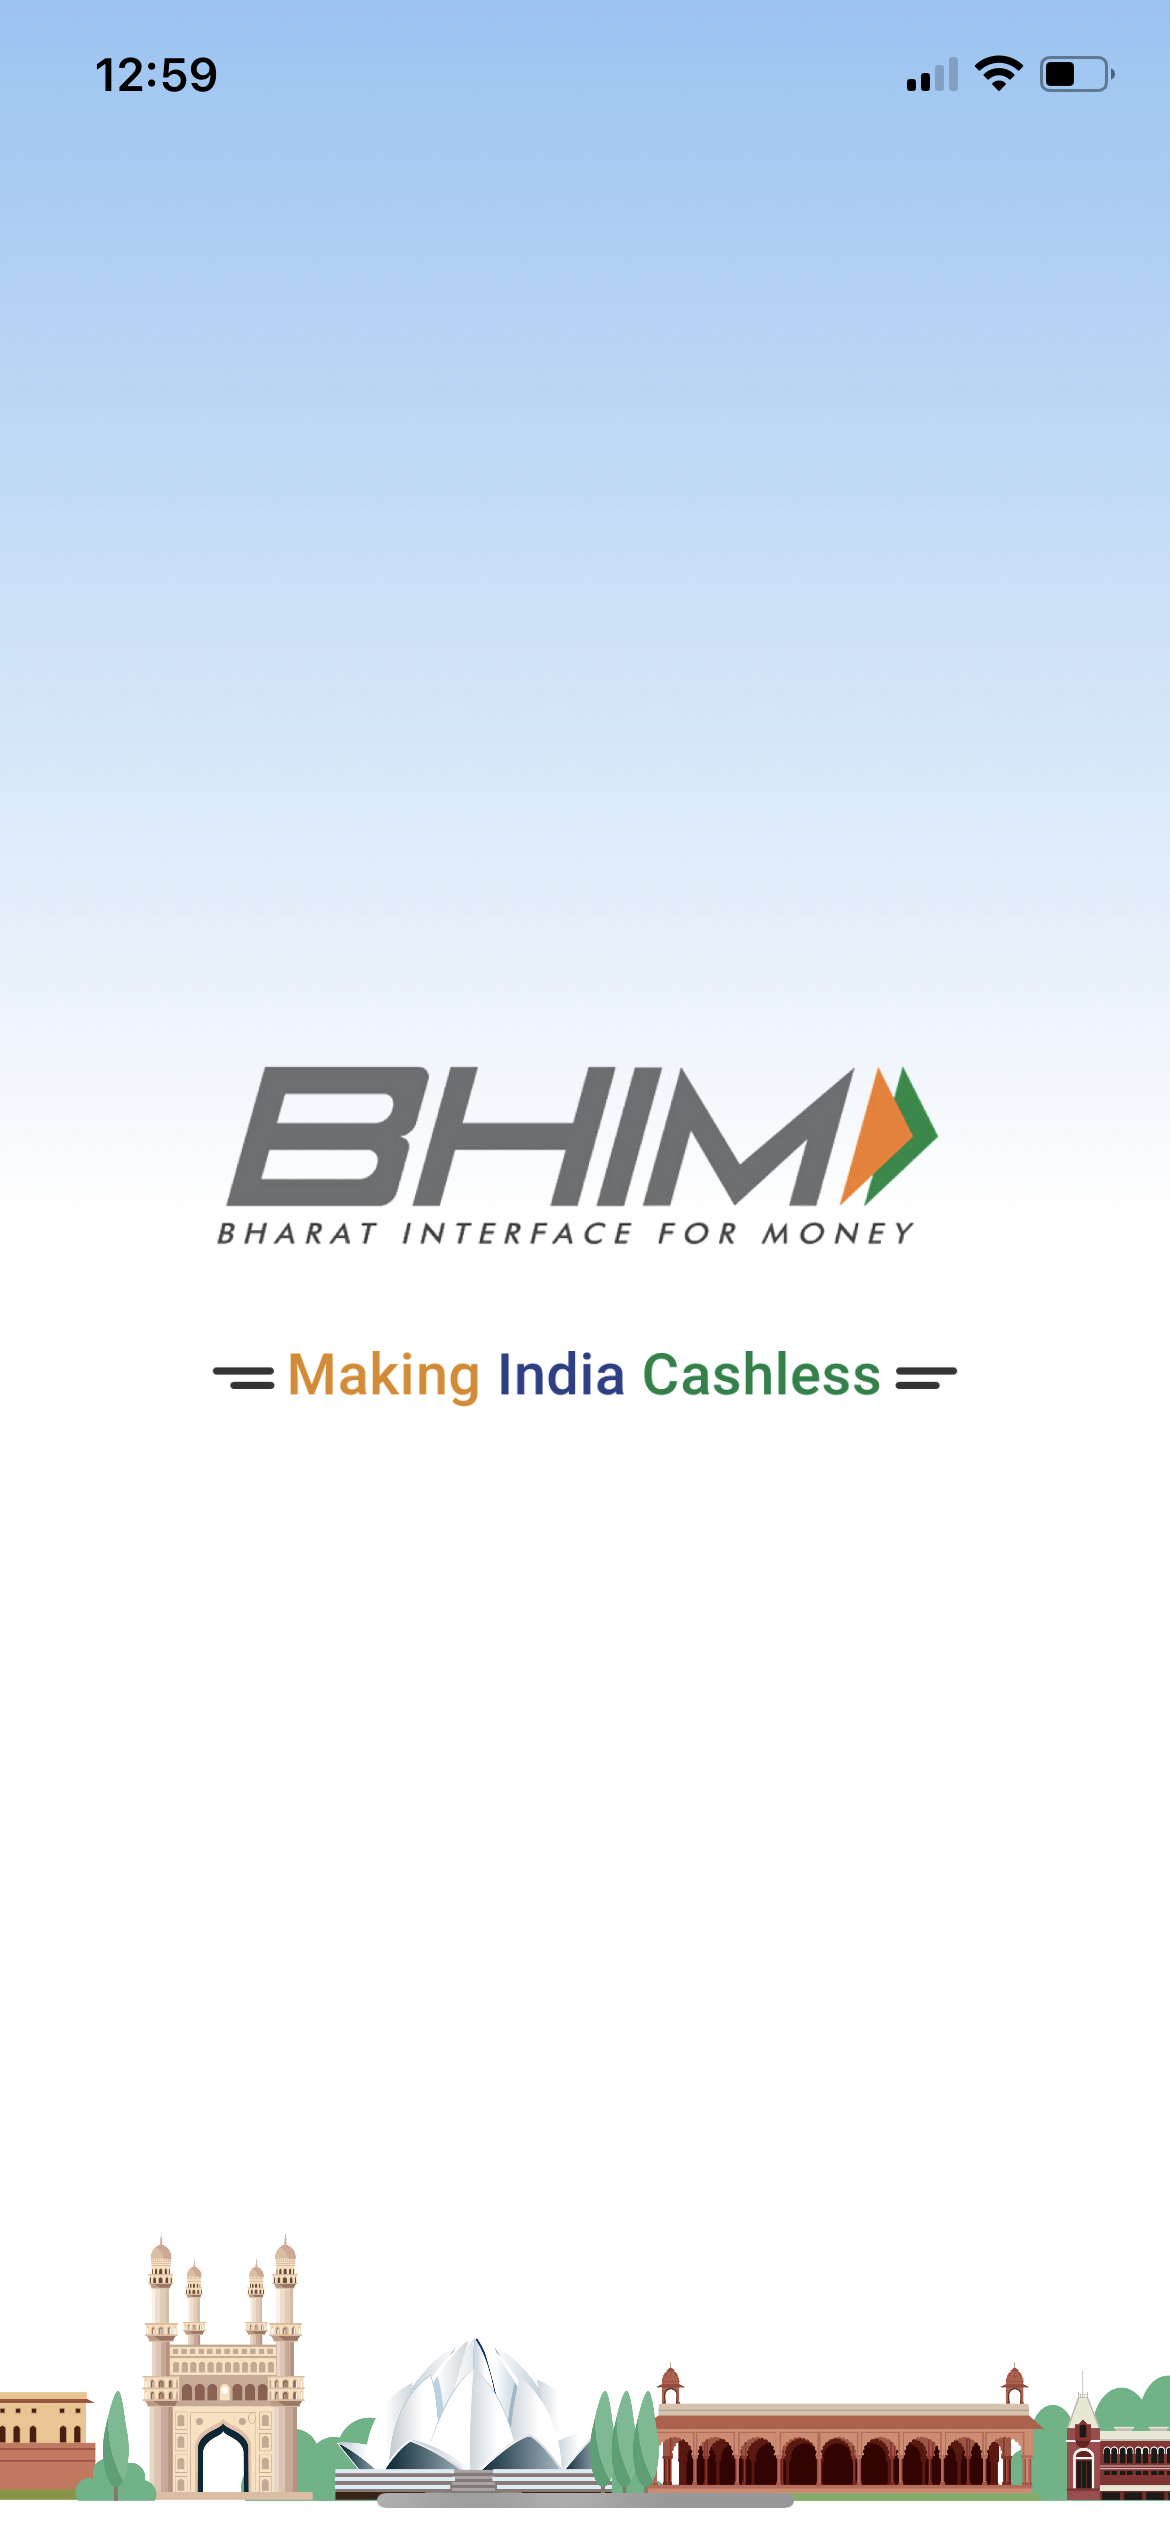 12:59
BHIM
BHARAT INTERFACE FOR MONEY
Making India Cashless